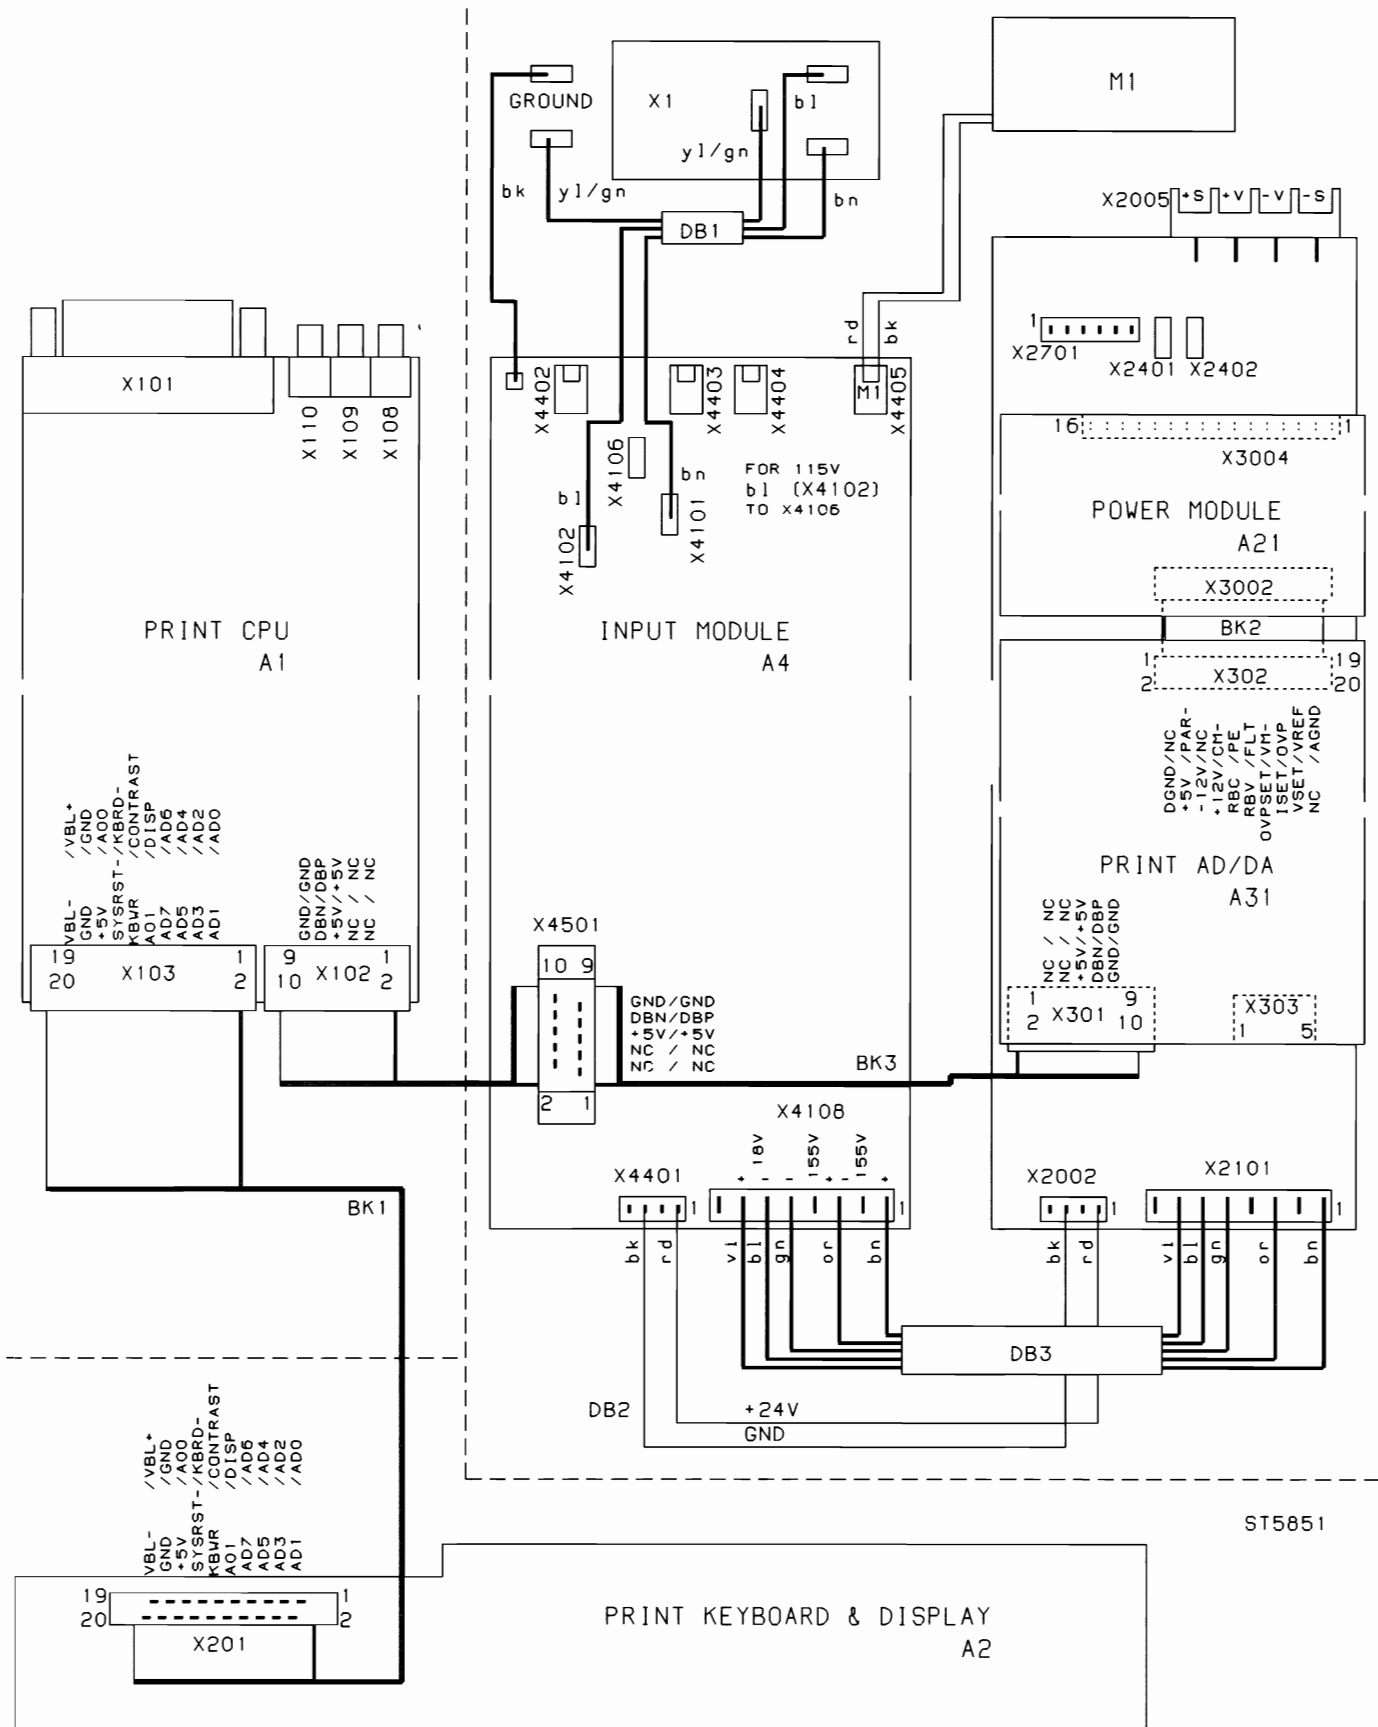 GROUND
X1
bl
yl/gn
bk
yl/gn
bn
DB1
M1
X2005
+S
+V
-V
-S
rd
bk
1
X2701
X2401
X2402
X101
X110
X109
X108
X4402
X4403
X4404
M1
X4405
X4106
bn
bl
X4101
X4102
FOR 115V
bl (X4102)
TO X4106
16
1
X3004
POWER MODULE
A21
X3002
BK2
PRINT CPU
A1
INPUT MODULE
A4
1
2
X302
19
20
DGND/NC
+5V /PAR-
-12V/NC
+12V/CM-
RBC /PE
RBV /FLT
OVPSET/VM-
ISET/OVP
VSET/VREF
NC /AGND
PRINT AD/DA
A31
VBL- /VBL+
GND /GND
+5V /A00
SYSRST-/KBRD-
KBWR /CONTRAST
A01 /DISP
AD7 /AD6
AD5 /AD4
AD3 /AD2
AD1 /AD0
GND/GND
DBN/DBP
+5V/+5V
NC / NC
NC / NC
19
20
X103
1
2
9
10
X102
1
2
X4501
10 9
GND/GND
DBN/DBP
+5V/+5V
NC / NC
NC / NC
2 1
BK3
NC / NC
NC / NC
+5V/+5V
DBN/DBP
GND/GND
1
2
X301
9
10
X303
1 5
X4108
+
18V
-
-
155V
+
-
155V
+
X4401
1
1
X2002
1
X2101
1
BK1
bk
rd
vi
bl
gn
or
bn
bk
rd
vi
bl
gn
or
bn
DB3
DB2
+24V
GND
VBL- /VBL+
GND /GND
+5V /A00
SYSRST-/KBRD-
KBWR /CONTRAST
A01 /DISP
AD7 /AD6
AD5 /AD4
AD3 /AD2
AD1 /AD0
ST5851
19
20
1
2
X201
PRINT KEYBOARD & DISPLAY
A2